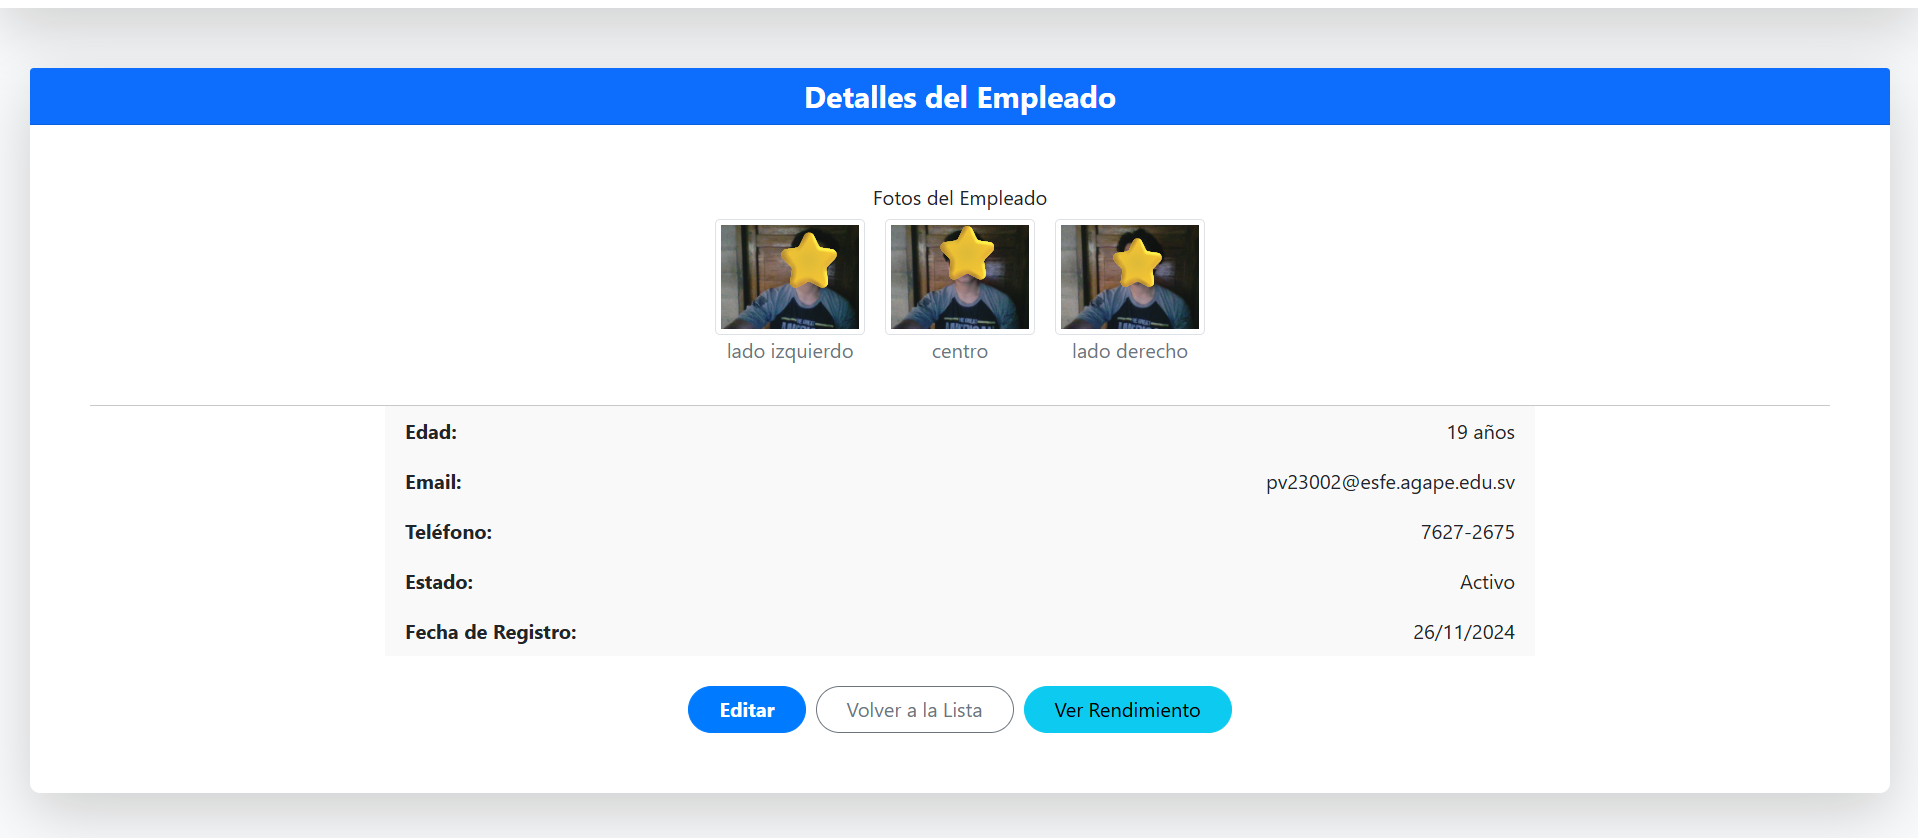 Detalles del Empleado
Fotos del Empleado
lado izquierdo
centro
lado derecho
Edad: 19 años
Email: pv23002@esfe.agape.edu.sv
Teléfono: 7627-2675
Estado: Activo
Fecha de Registro: 26/11/2024
Editar
Volver a la Lista
Ver Rendimiento